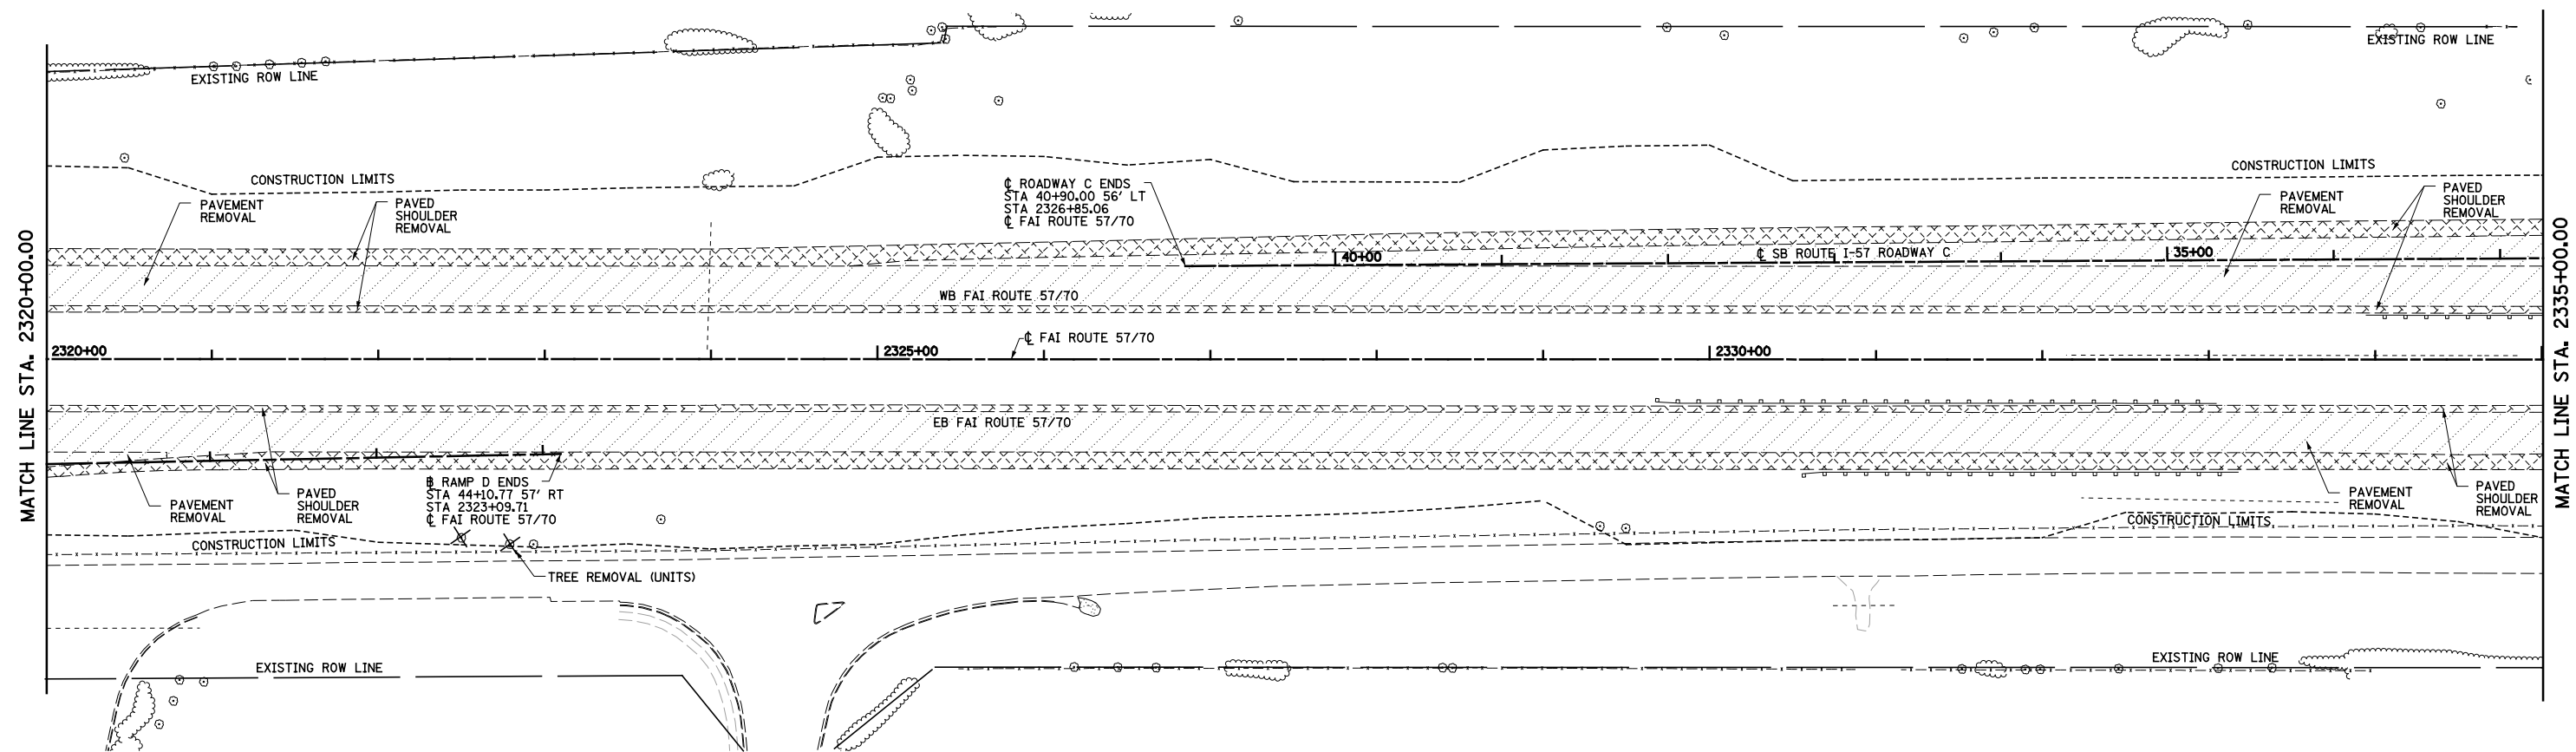 EXISTING ROW LINE
EXISTING ROW LINE
CONSTRUCTION LIMITS
CONSTRUCTION LIMITS
PAVEMENT
REMOVAL
PAVED
SHOULDER
REMOVAL
℄ ROADWAY C ENDS
STA 40+90.00 56' LT
STA 2326+85.06
℄ FAI ROUTE 57/70
PAVEMENT
REMOVAL
PAVED
SHOULDER
REMOVAL
MATCH LINE STA. 2320+00.00
MATCH LINE STA. 2335+00.00
40+00
℄ SB ROUTE I-57 ROADWAY C
35+00
WB FAI ROUTE 57/70
℄ FAI ROUTE 57/70
2320+00
2325+00
2330+00
EB FAI ROUTE 57/70
PAVEMENT
REMOVAL
PAVED
SHOULDER
REMOVAL
B RAMP D ENDS
STA 44+10.77 57' RT
STA 2323+09.71
℄ FAI ROUTE 57/70
PAVEMENT
REMOVAL
PAVED
SHOULDER
REMOVAL
CONSTRUCTION LIMITS
CONSTRUCTION LIMITS
TREE REMOVAL (UNITS)
EXISTING ROW LINE
EXISTING ROW LINE